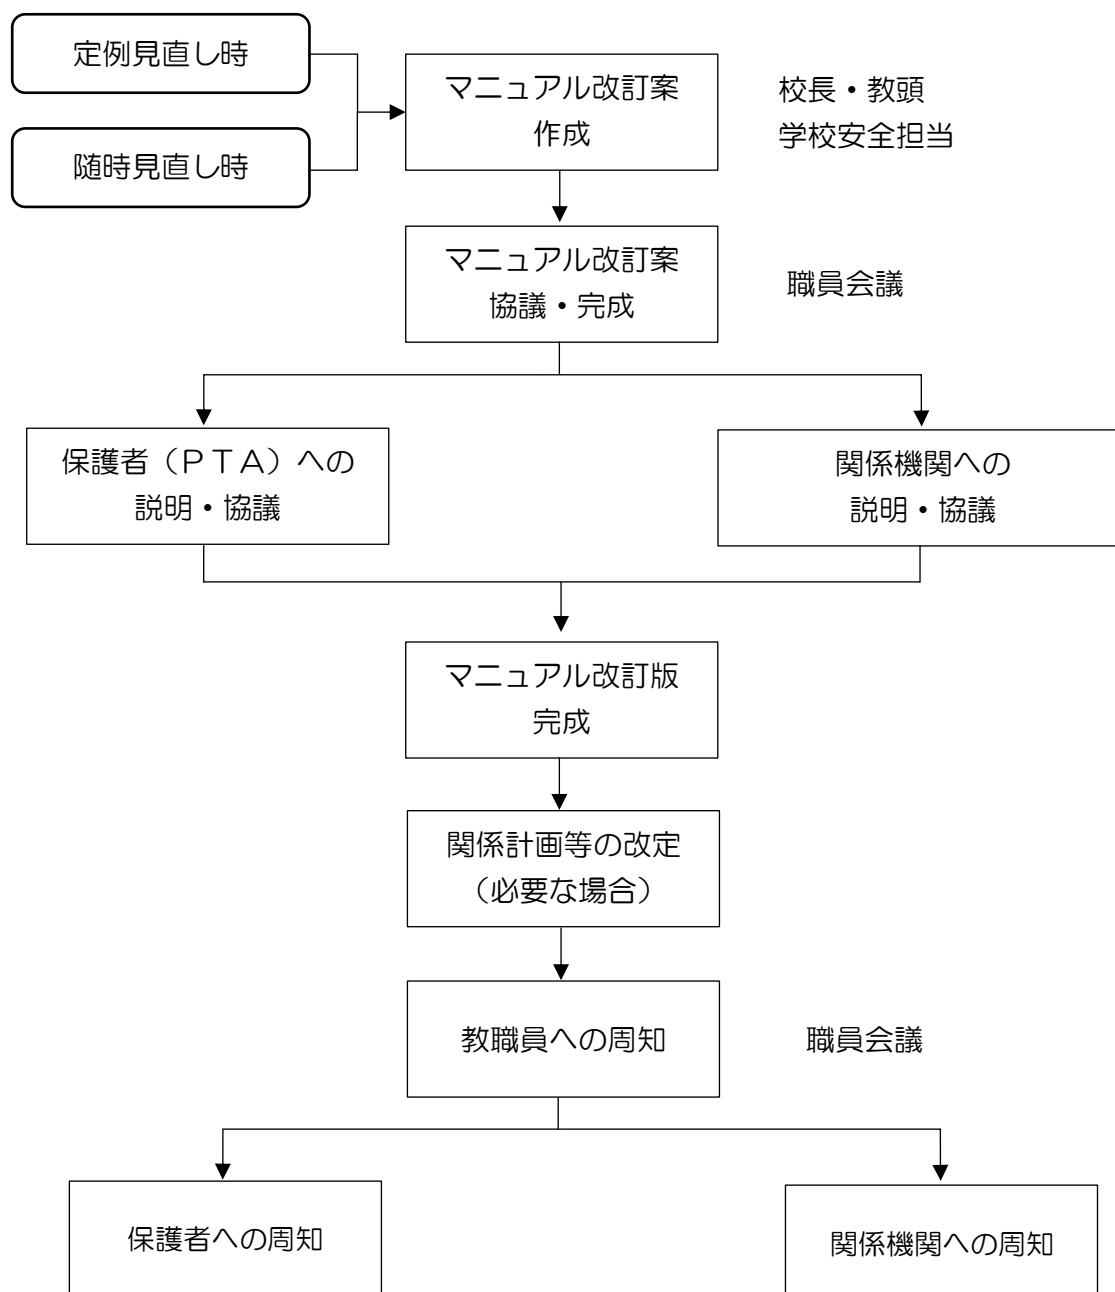 定例見直し時
随時見直し時
マニュアル改訂案
作成
校長・教頭
学校安全担当
マニュアル改訂案
協議・完成
職員会議
保護者（ＰＴＡ）への
説明・協議
関係機関への
説明・協議
マニュアル改訂版
完成
関係計画等の改定
（必要な場合）
教職員への周知
職員会議
保護者への周知
関係機関への周知